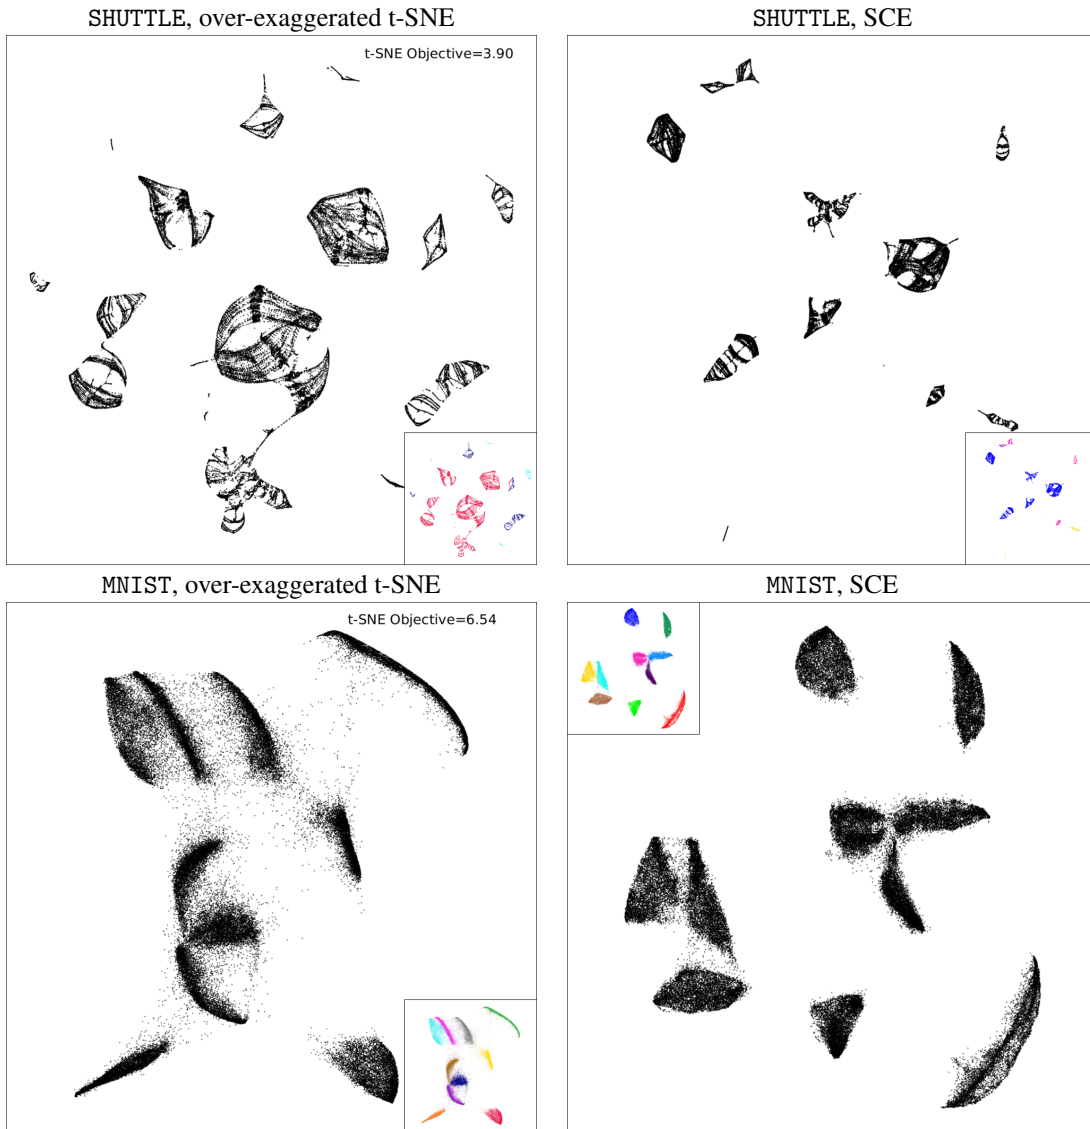 SHUTTLE, over-exaggerated t-SNE
SHUTTLE, SCE
t-SNE Objective=3.90
MNIST, over-exaggerated t-SNE
MNIST, SCE
t-SNE Objective=6.54